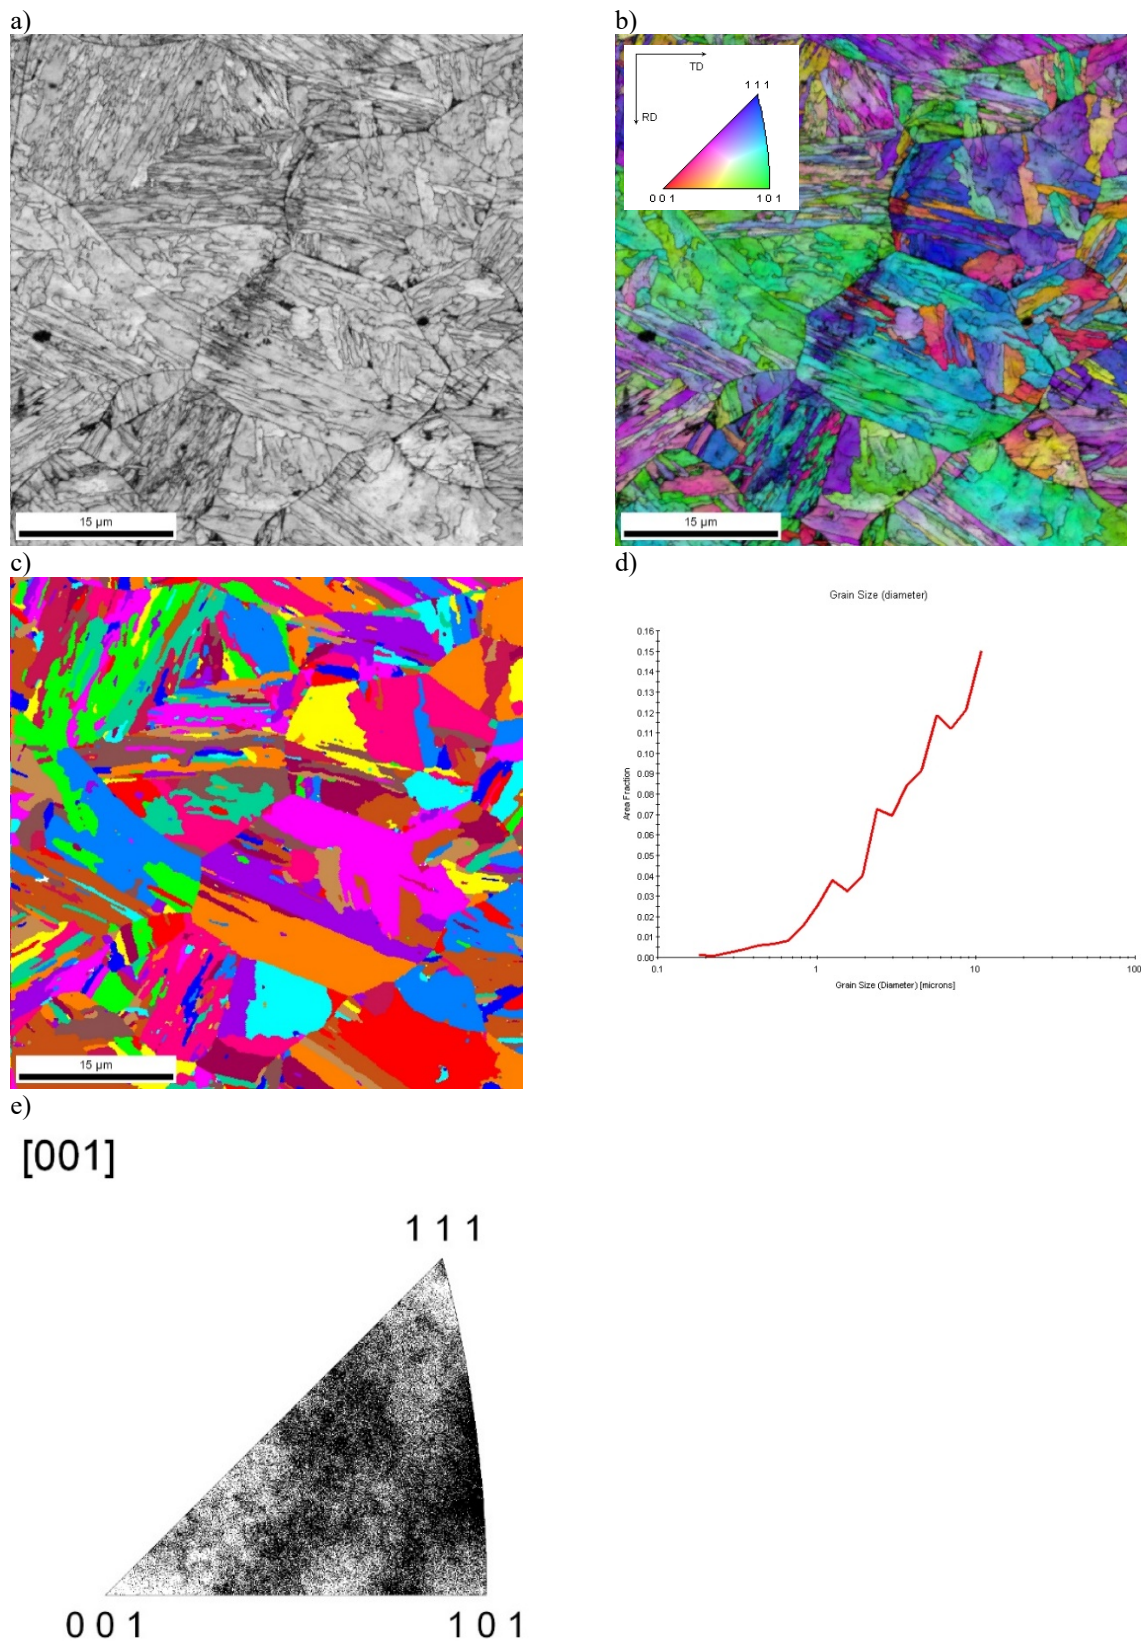 a)
b)
TD
RD
1 1 1
0 0 1
1 0 1
15 µm
15 µm
c)
d)
15 µm
Grain Size (diameter)
0.16
0.15
0.14
0.13
0.12
0.11
0.10
0.09
0.08
0.07
0.06
0.05
0.04
0.03
0.02
0.01
0.00
Area Fraction
0.1
1
10
100
Grain Size (Diameter) [microns]
e)
[001]
1 1 1
0 0 1
1 0 1